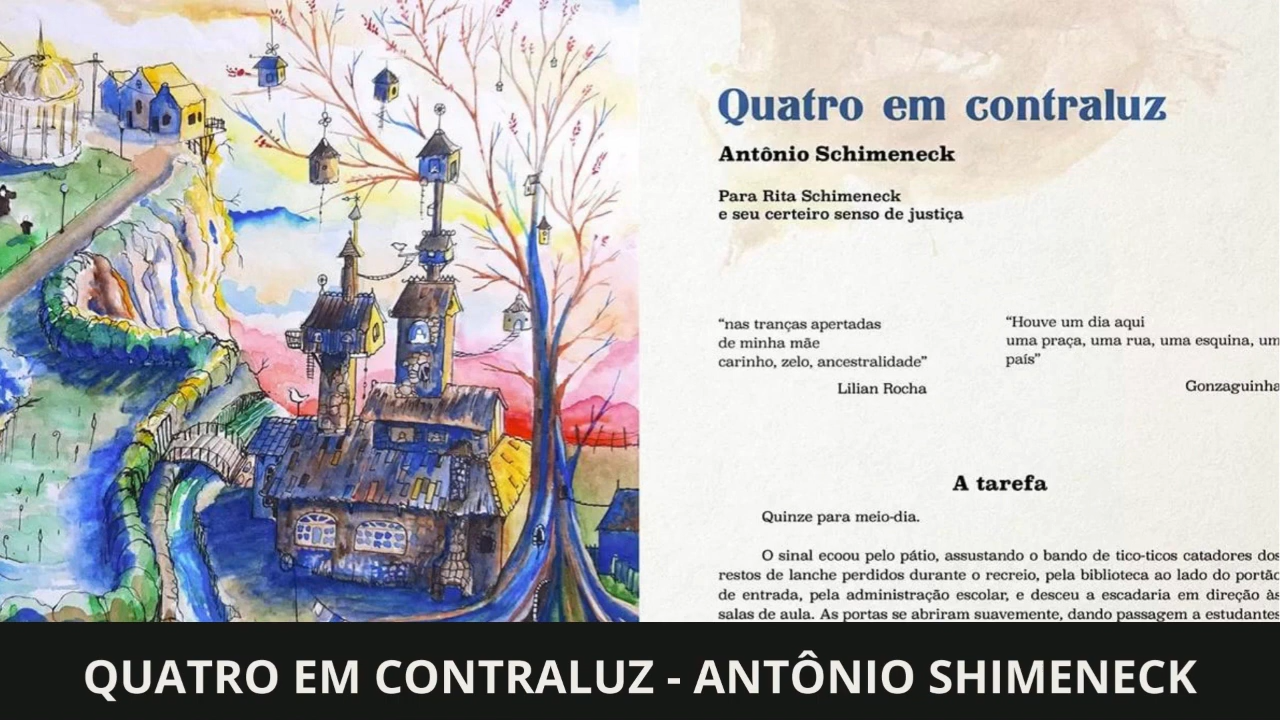 Quatro em contraluz
Antônio Schimeneck
Para Rita Schimeneck
e seu certeiro senso de justiça
“nas tranças apertadas
de minha mãe
carinho, zelo, ancestralidade”
Lilian Rocha
“Houve um dia aqui
uma praça, uma rua, uma esquina, um
país”
Gonzaguinha
A tarefa
Quinze para meio-dia.
O sinal ecoou pelo pátio, assustando o bando de tico-ticos catadores dos
restos de lanche perdidos durante o recreio, pela biblioteca ao lado do portão
de entrada, pela administração escolar, e desceu a escadaria em direção às
salas de aula. As portas se abriram suavemente, dando passagem a estudantes
QUATRO EM CONTRALUZ - ANTÔNIO SHIMENECK